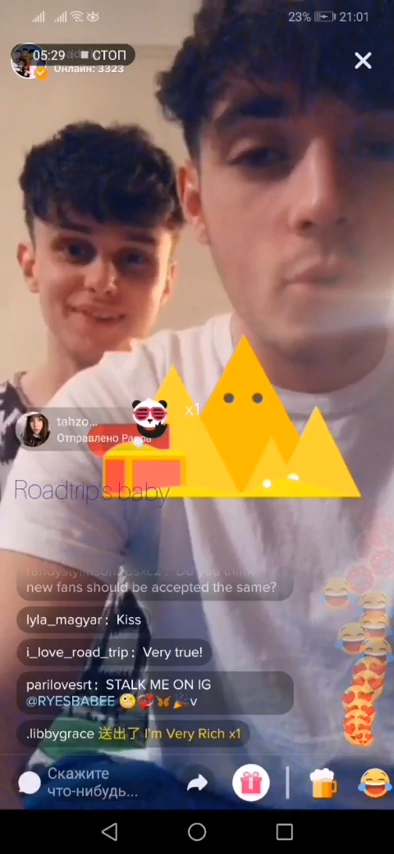 23% 21:01
05:29 СТОП
Онлайн: 3323
tahzo... x1
Отправлено Panda
Roadtrip's baby
new fans should be accepted the same?
lyla_magyar: Kiss
i_love_road_trip: Very true!
parilovesrt: STALK ME ON IG
@RYESBABEE v
.libbygrace 送出了 I'm Very Rich x1
Скажите
что-нибудь...